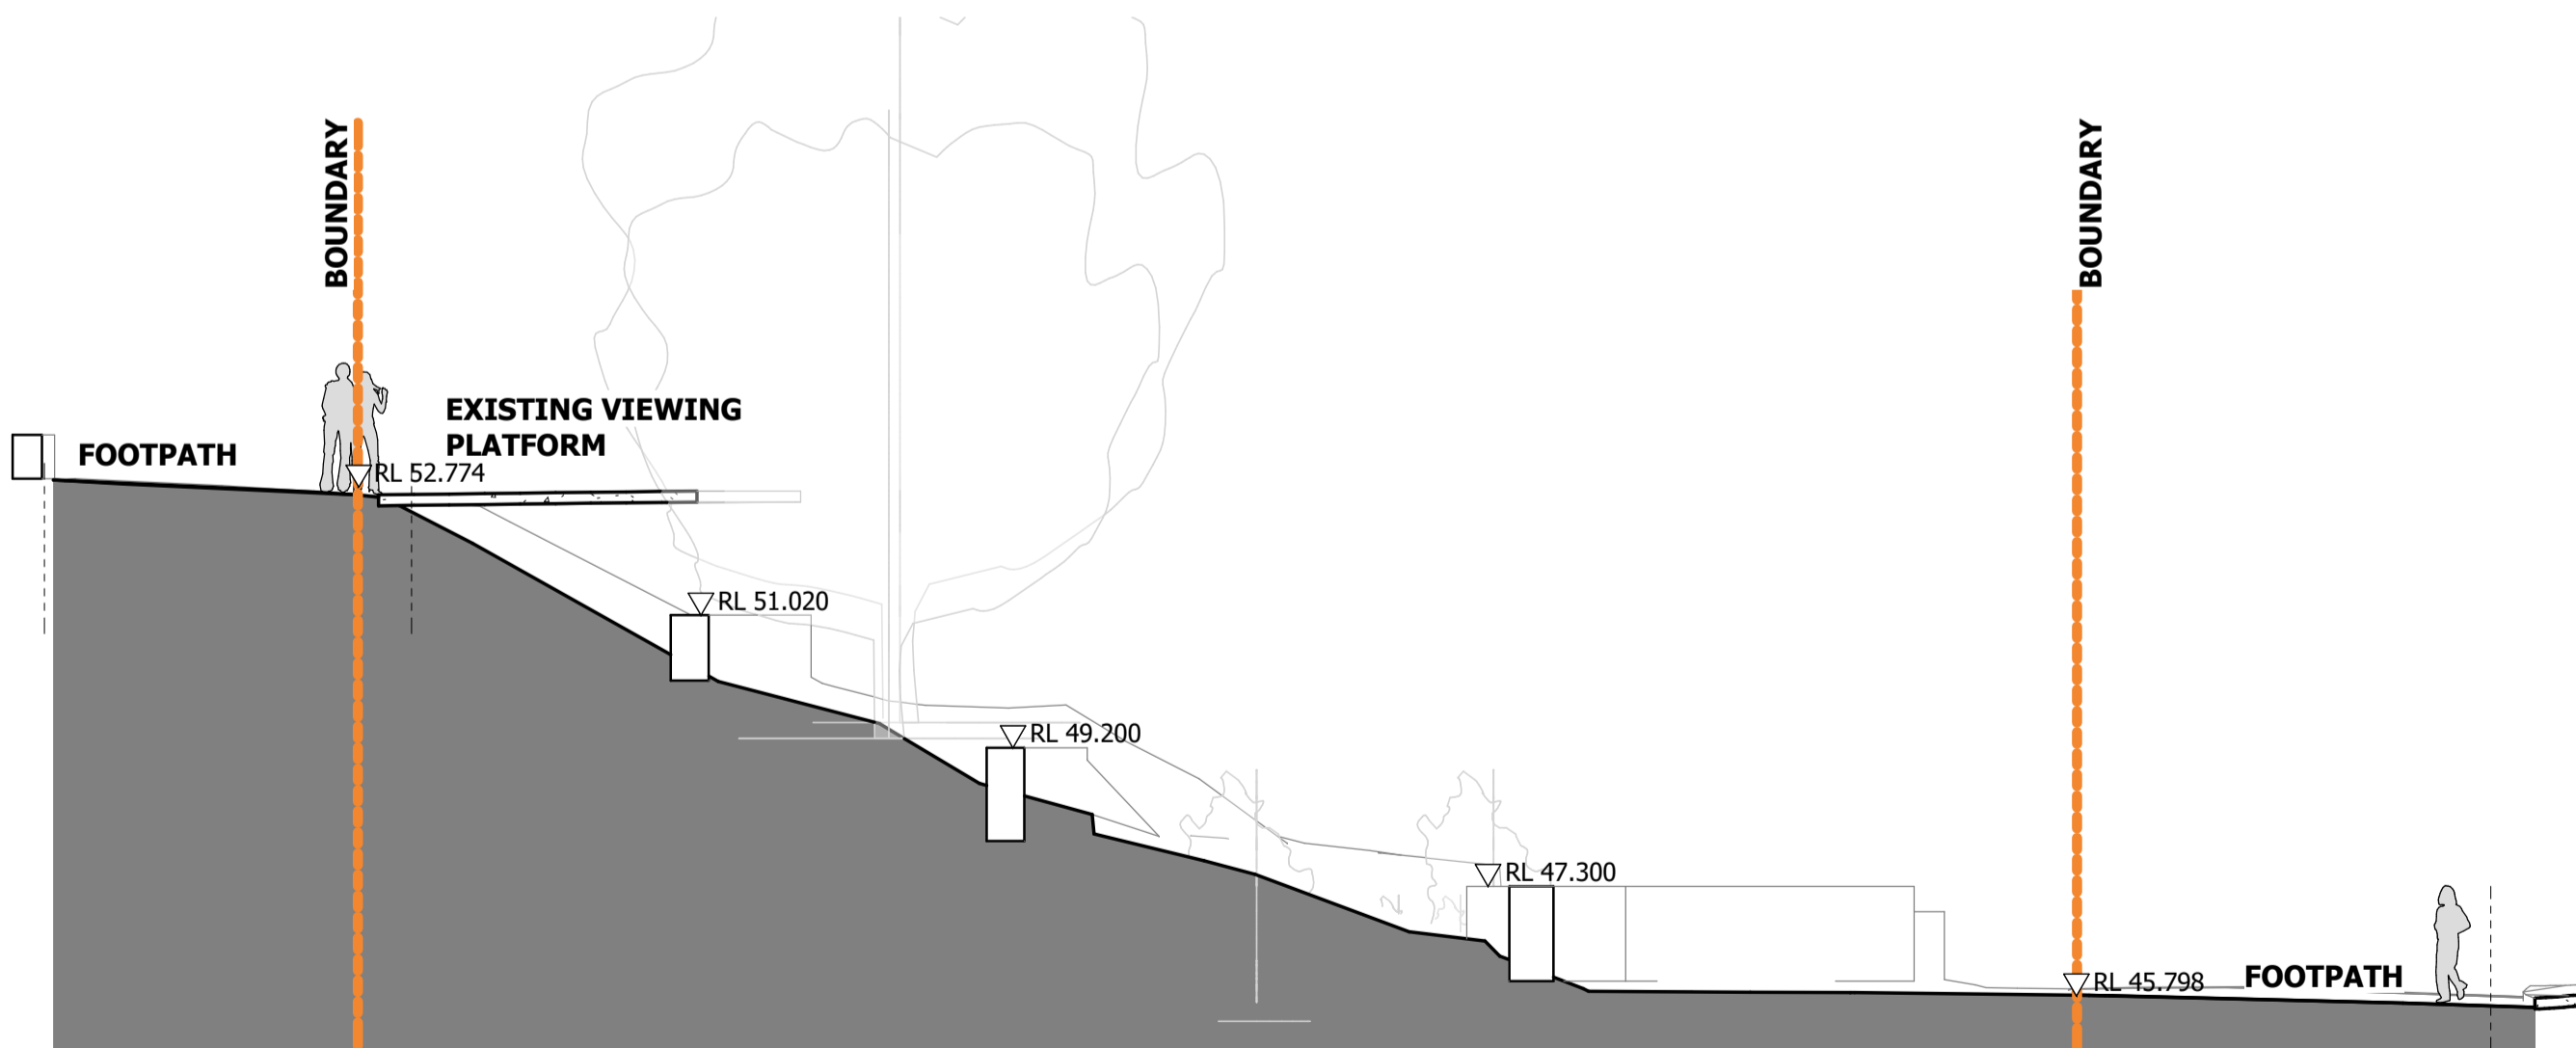 BOUNDARY
BOUNDARY
EXISTING VIEWING
PLATFORM
FOOTPATH
RL 52.774
RL 51.020
RL 49.200
RL 47.300
RL 45.798
FOOTPATH